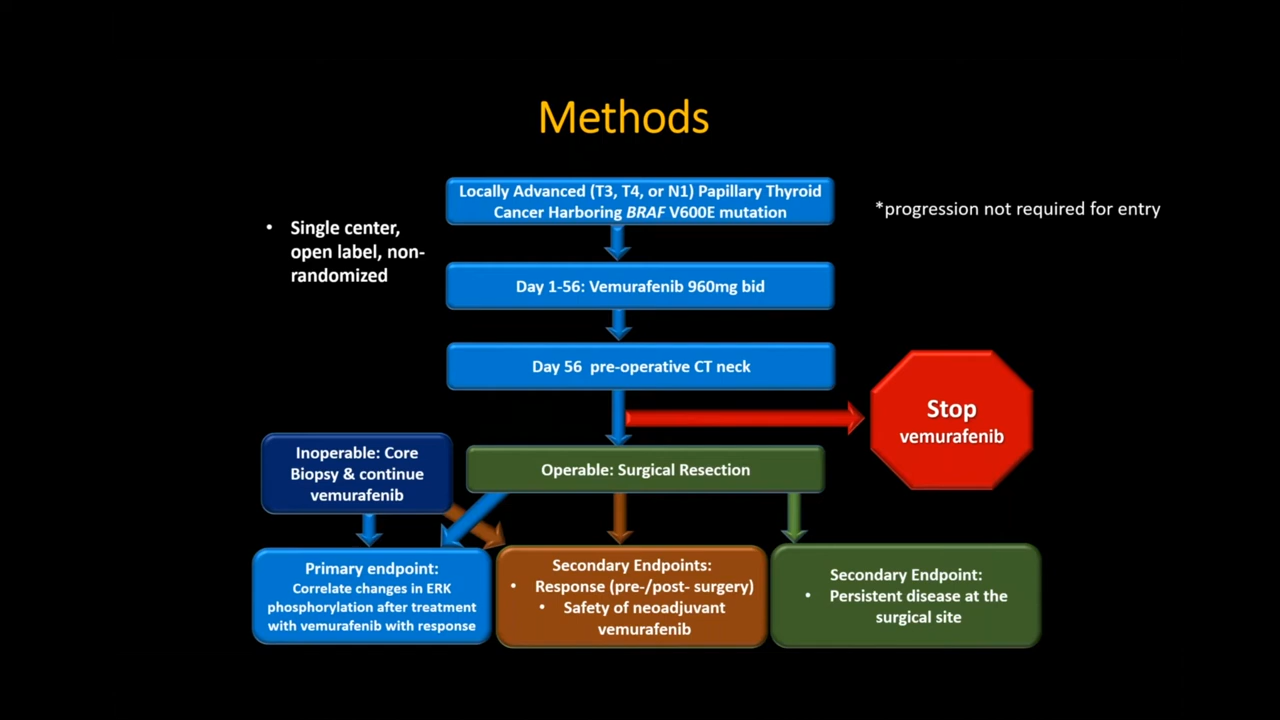 Methods
Locally Advanced (T3, T4, or N1) Papillary Thyroid
Cancer Harboring BRAF V600E mutation
*progression not required for entry
• Single center,
open label, non-
randomized
Day 1-56: Vemurafenib 960mg bid
Day 56 pre-operative CT neck
Stop
vemurafenib
Inoperable: Core
Biopsy & continue
vemurafenib
Operable: Surgical Resection
Primary endpoint:
Correlate changes in ERK
phosphorylation after treatment
with vemurafenib with response
Secondary Endpoints:
• Response (pre-/post- surgery)
• Safety of neoadjuvant
vemurafenib
Secondary Endpoint:
• Persistent disease at the
surgical site